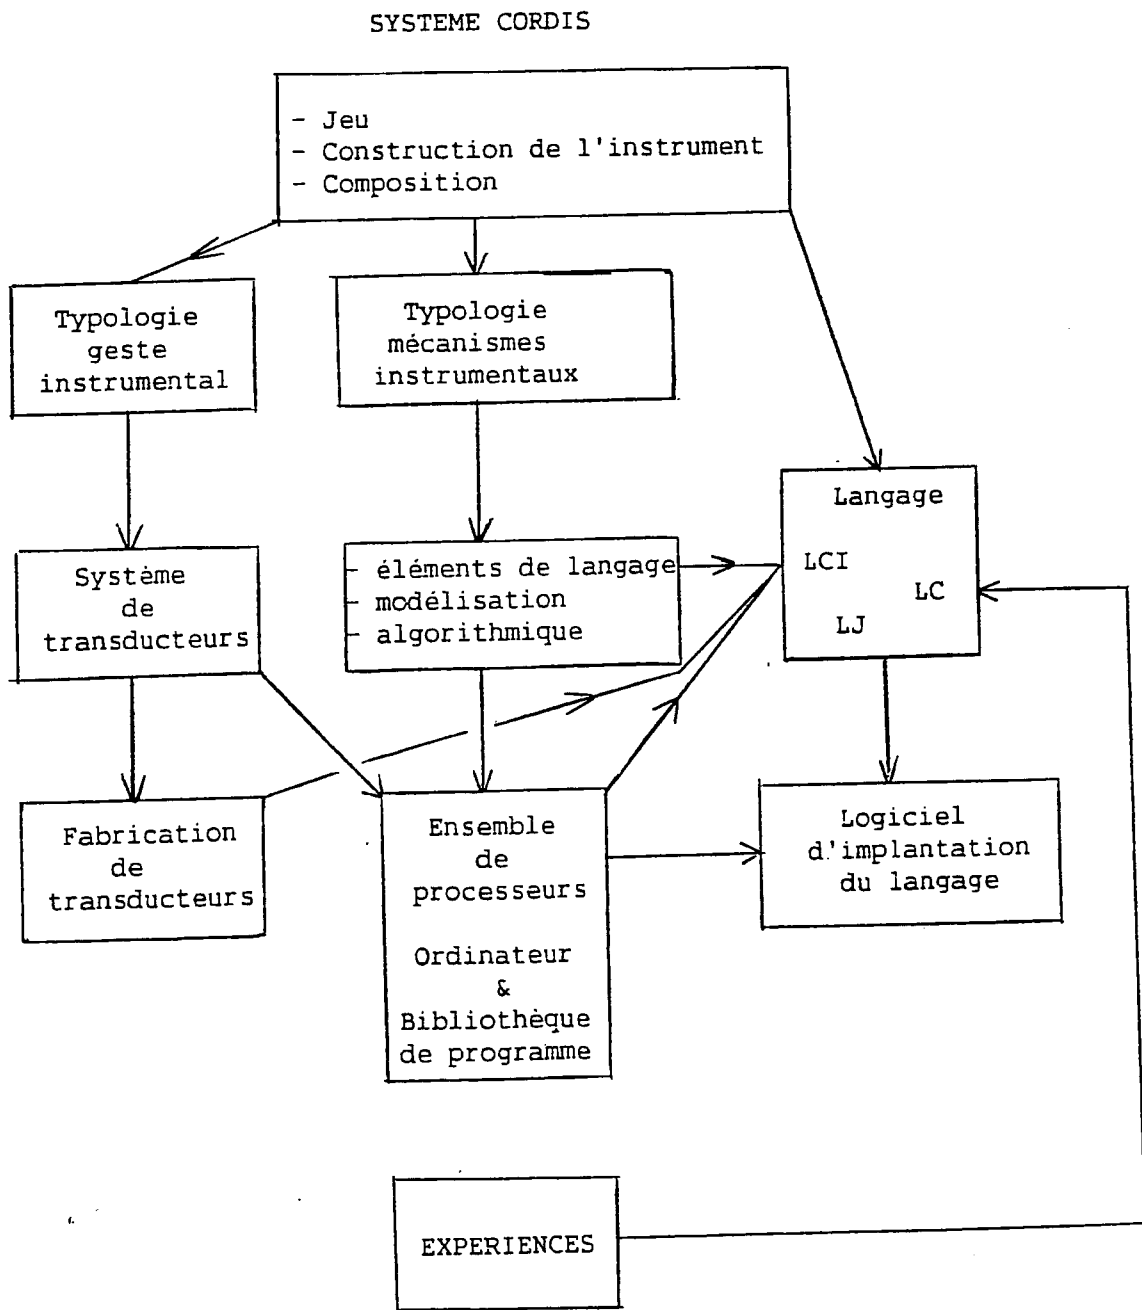 SYSTEME CORDIS
- Jeu
- Construction de l'instrument
- Composition
Typologie
geste
instrumental
Typologie
mécanismes
instrumentaux
Langage
LCI
LC
LJ
Système
de
transducteurs
- éléments de langage
- modélisation
- algorithmique
Fabrication
de
transducteurs
Ensemble
de
processeurs
Ordinateur
&
Bibliothèque
de programme
Logiciel
d'implantation
du langage
EXPERIENCES